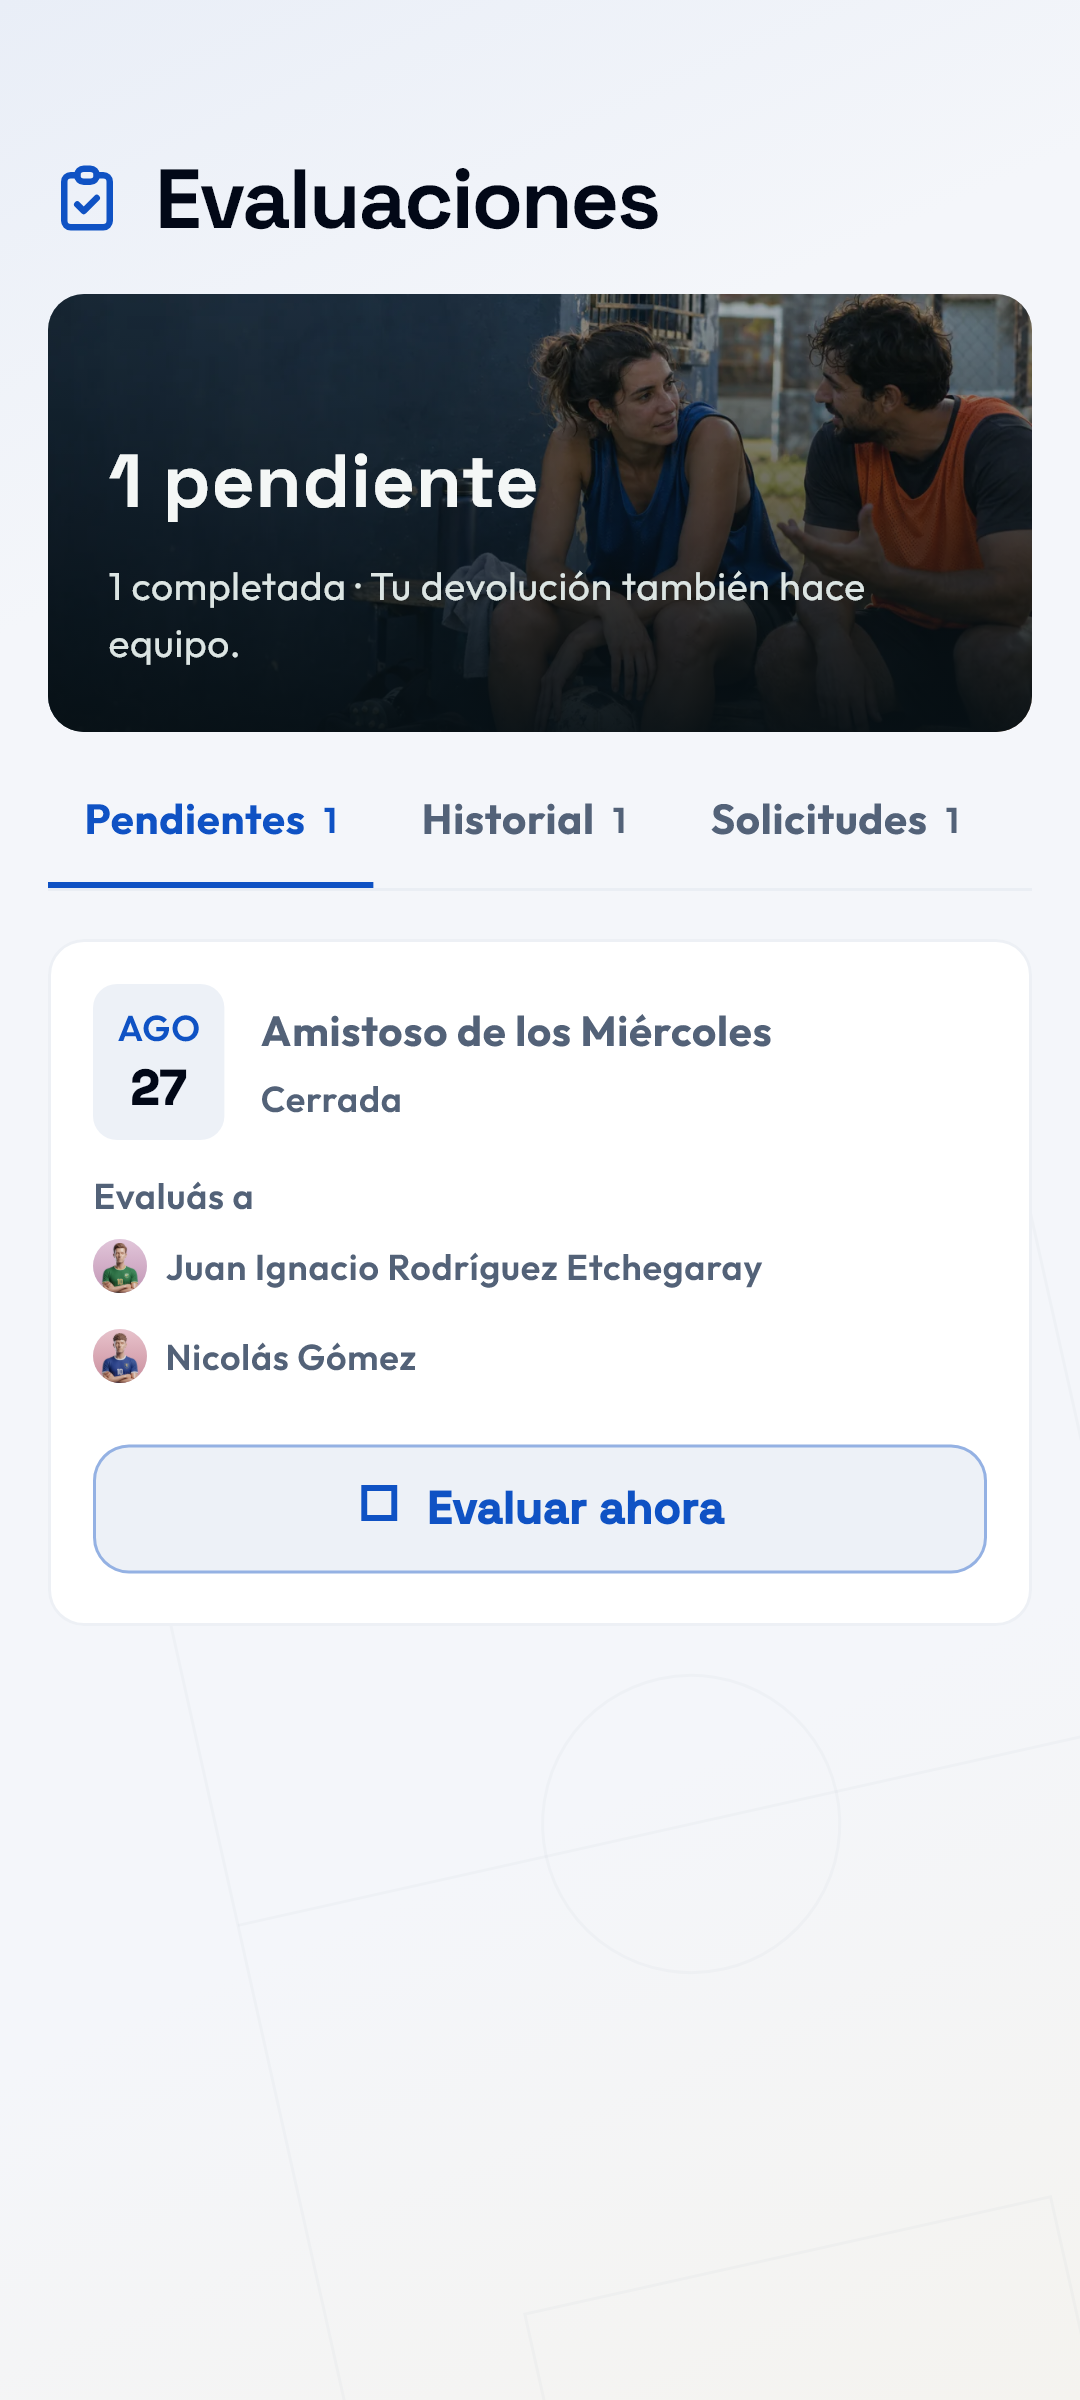 Evaluaciones
1 pendiente
1 completada · Tu devolución también hace
equipo.
Pendientes 1
Historial 1
Solicitudes 1
AGO
27
Amistoso de los Miércoles
Cerrada
Evaluás a
Juan Ignacio Rodríguez Etchegaray
Nicolás Gómez
Evaluar ahora